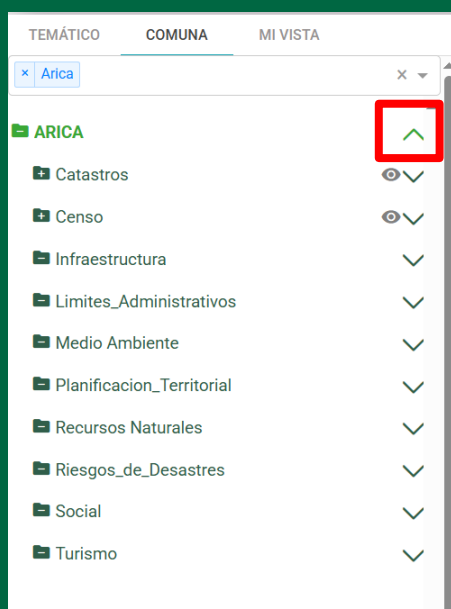 TEMÁTICO COMUNA MI VISTA
× Arica
ARICA
Catastros
Censo
Infraestructura
Limites_Administrativos
Medio Ambiente
Planificacion_Territorial
Recursos Naturales
Riesgos_de_Desastres
Social
Turismo